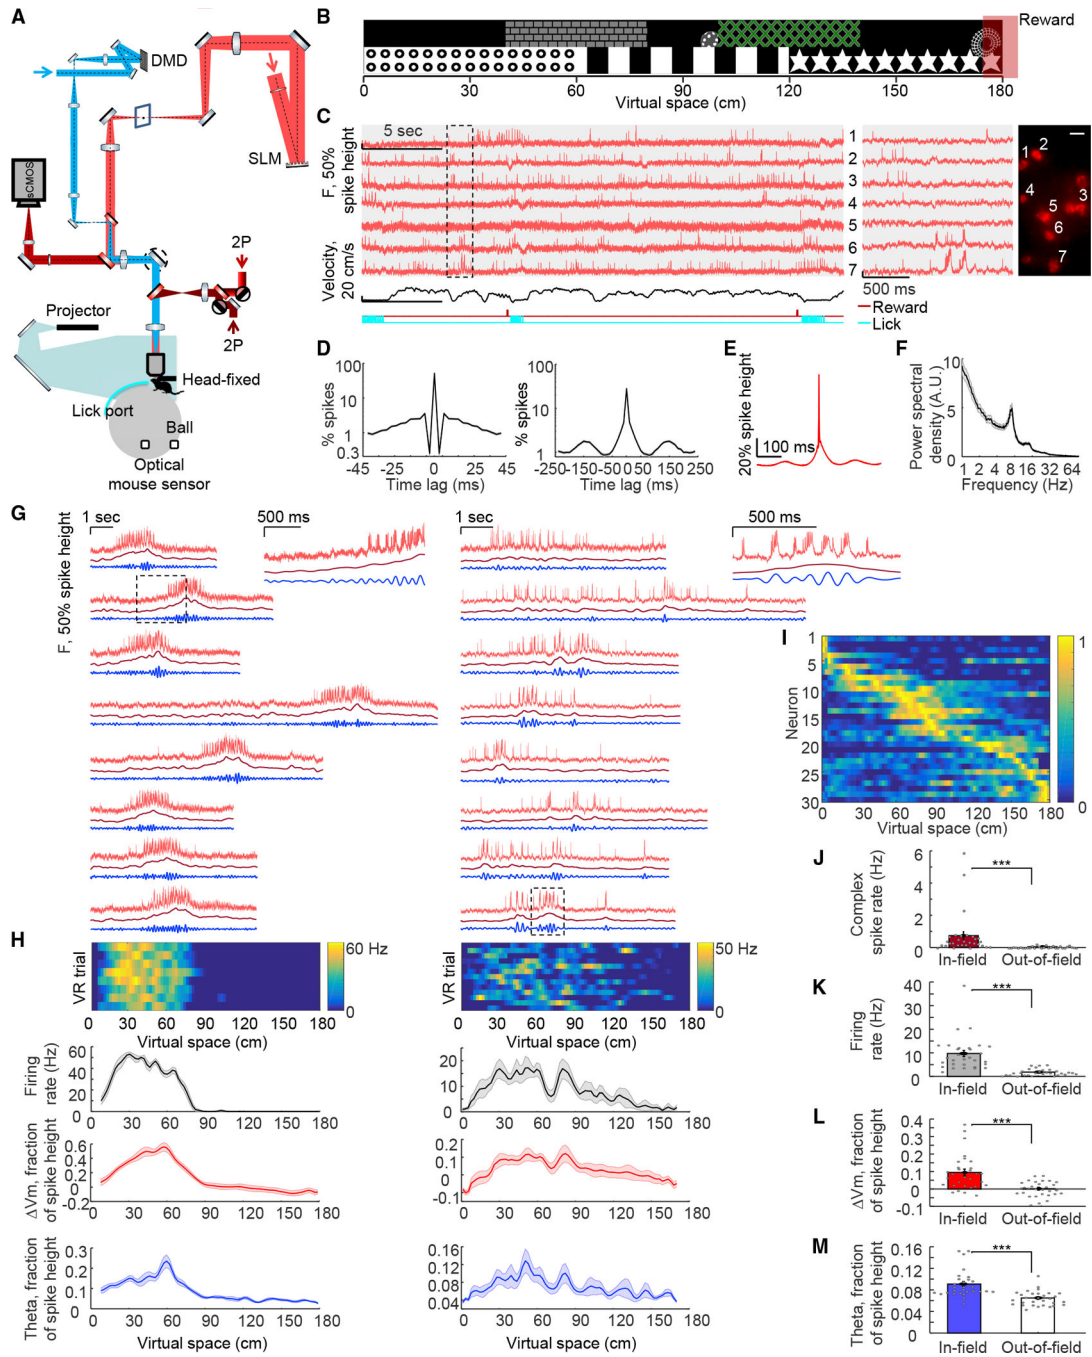 A
DMD
SLM
sCMOS
2P
2P
Projector
Head-fixed
Lick port
Ball
Optical
mouse sensor
B
Reward
0 30 60 90 120 150 180
Virtual space (cm)
C
F, 50%
spike height
5 sec
1
2
3
4
5
6
7
Velocity,
20 cm/s
500 ms
Reward
Lick
1 2
3
4
5
6
7
D
% spikes
100
10
1
0.3
-45 -30 -15 0 15 30 45
Time lag (ms)
% spikes
100
10
1
-250 -150 -50 0 50 150 250
Time lag (ms)
E
20% spike height
100 ms
F
Power spectral
density (A.U.)
10
5
0
1 2 4 8 16 32 64
Frequency (Hz)
G
F, 50% spike height
1 sec
500 ms
1 sec
500 ms
H
VR trial
60 Hz
0
0 30 60 90 120 150 180
Virtual space (cm)
VR trial
50 Hz
0
0 30 60 90 120 150 180
Virtual space (cm)
Firing
rate (Hz)
60
40
20
0
0 30 60 90 120 150 180
20
10
0
0 30 60 90 120 150 180
ΔVm, fraction
of spike height
0.6
0.4
0.2
0
-0.2
0 30 60 90 120 150 180
0.2
0.1
0
-0.1
0 30 60 90 120 150 180
Theta, fraction
of spike height
0.3
0.2
0.1
0
0 30 60 90 120 150 180
Virtual space (cm)
0.16
0.12
0.08
0.04
0 30 60 90 120 150 180
Virtual space (cm)
I
Neuron
1
5
10
15
20
25
30
0 30 60 90 120 150 180
Virtual space (cm)
1
0
J
Complex
spike rate (Hz)
6
4
2
0
***
In-field Out-of-field
K
Firing
rate (Hz)
40
30
20
10
0
***
In-field Out-of-field
L
ΔVm, fraction
of spike height
0.4
0.3
0.2
0.1
0
-0.1
***
In-field Out-of-field
M
Theta, fraction
of spike height
0.16
0.12
0.08
0.04
0
***
In-field Out-of-field